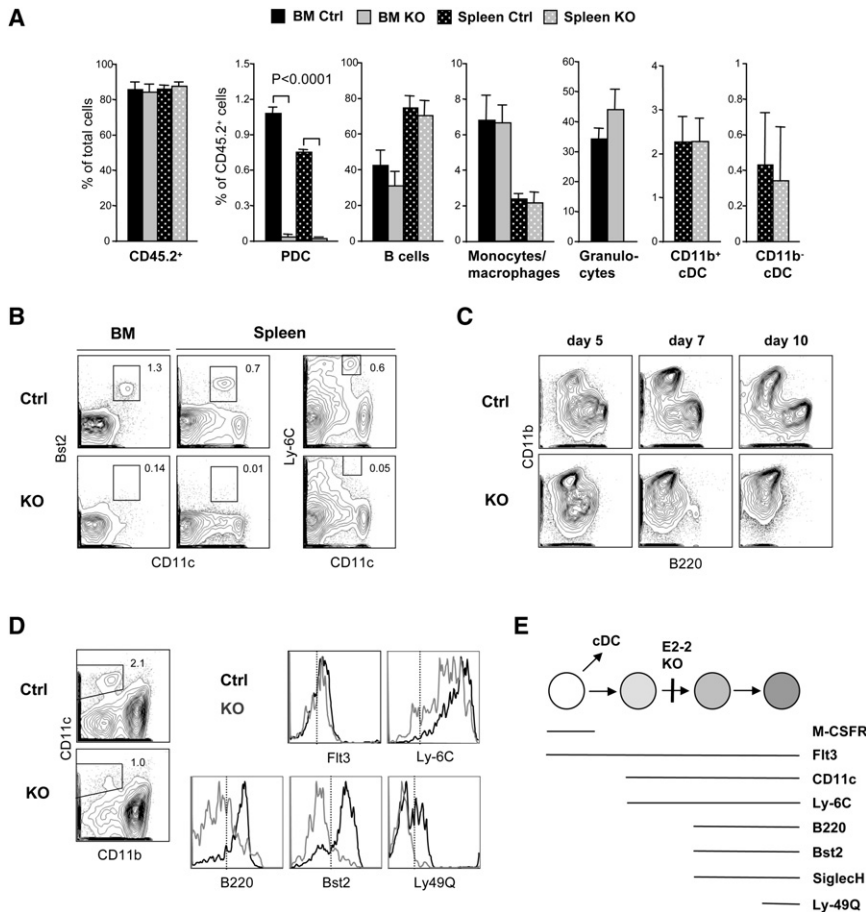 A
BM Ctrl BM KO Spleen Ctrl Spleen KO
% of total cells
100
80
60
40
20
0
CD45.2+
% of CD45.2+ cells
1.5
1.2
0.9
0.6
0.3
0
P<0.0001
PDC
100
80
60
40
20
0
B cells
10
8
6
4
2
0
Monocytes/
macrophages
60
50
40
30
20
10
0
Granulo-
cytes
4
3
2
1
0
CD11b+
cDC
1
0.8
0.6
0.4
0.2
0
CD11b-
cDC
B
BM Spleen
Ctrl
KO
Bst2
1.3
0.7
Ly-6C
0.6
0.14
0.01
0.05
CD11c
CD11c
C
day 5 day 7 day 10
Ctrl
KO
CD11b
B220
D
Ctrl
KO
CD11c
2.1
1.0
CD11b
Ctrl
KO
Flt3
Ly-6C
B220
Bst2
Ly49Q
E
cDC
E2-2
KO
M-CSFR
Flt3
CD11c
Ly-6C
B220
Bst2
SiglecH
Ly-49Q